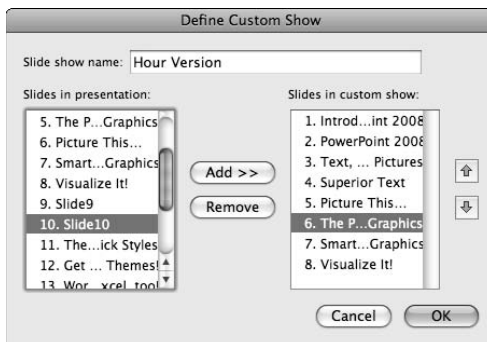 Define Custom Show
Slide show name: Hour Version
Slides in presentation:
5. The P...Graphics
6. Picture This...
7. Smart...Graphics
8. Visualize It!
9. Slide9
10. Slide10
11. The...ick Styles
12. Get ... Themes!
13. Wor...xcel tool
Add >>
Remove
Slides in custom show:
1. Introd...int 2008
2. PowerPoint 2008
3. Text, ... Pictures
4. Superior Text
5. Picture This...
6. The P...Graphics
7. Smart...Graphics
8. Visualize It!
Cancel
OK